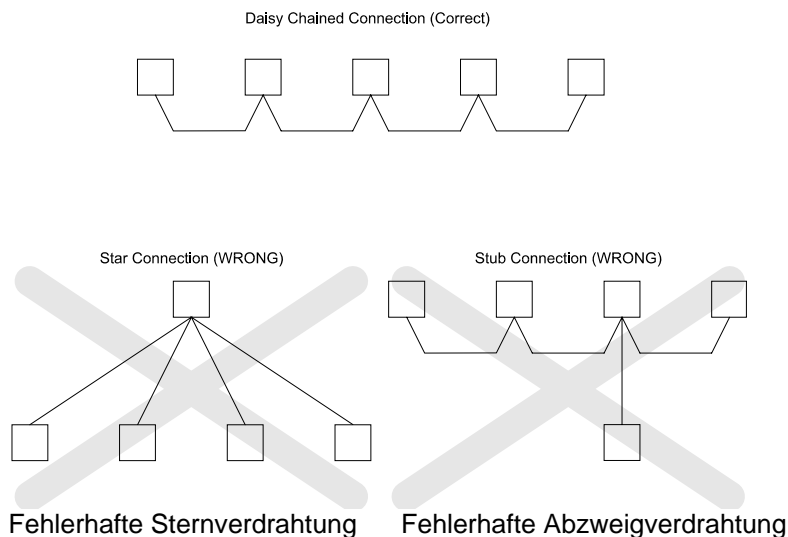 Daisy Chained Connection (Correct)
Star Connection (WRONG)
Stub Connection (WRONG)
Fehlerhafte Sternverdrahtung
Fehlerhafte Abzweigverdrahtung